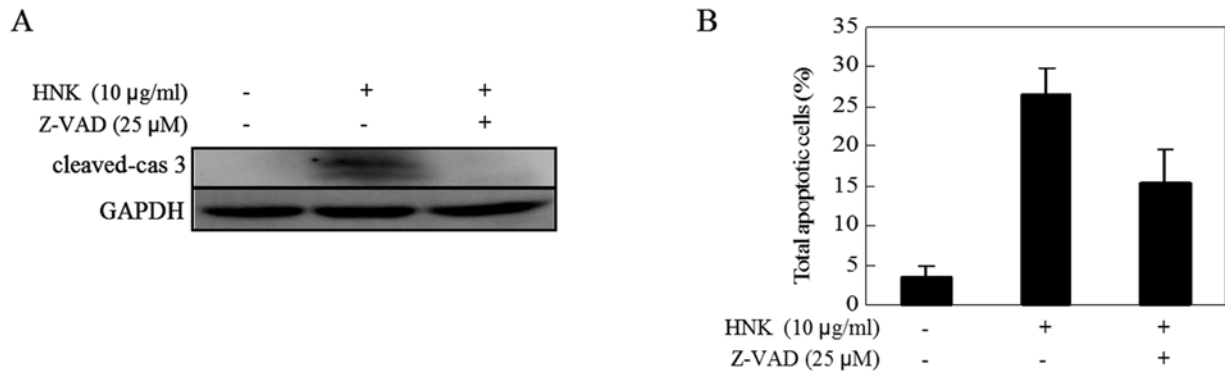 A
HNK (10 μg/ml) - + +
Z-VAD (25 μM) - - +
cleaved-cas 3
GAPDH
B
Total apoptotic cells (%)
35
30
25
20
15
10
5
0
HNK (10 μg/ml) - + +
Z-VAD (25 μM) - - +